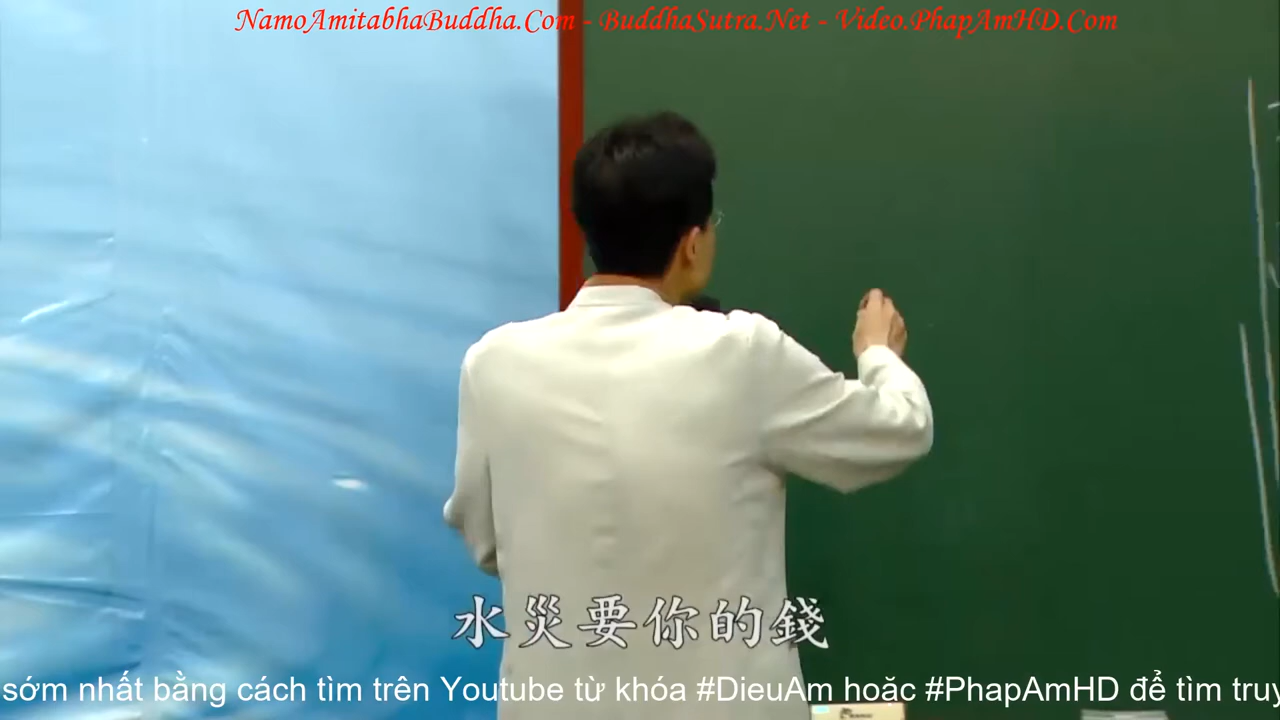 NamoAmitabhaBuddha.Com - BuddhaSutra.Net - Video.PhapAmHD.Com
水災要你的錢
sớm nhất bằng cách tìm trên Youtube từ khóa #DieuAm hoặc #PhapAmHD để tìm truy